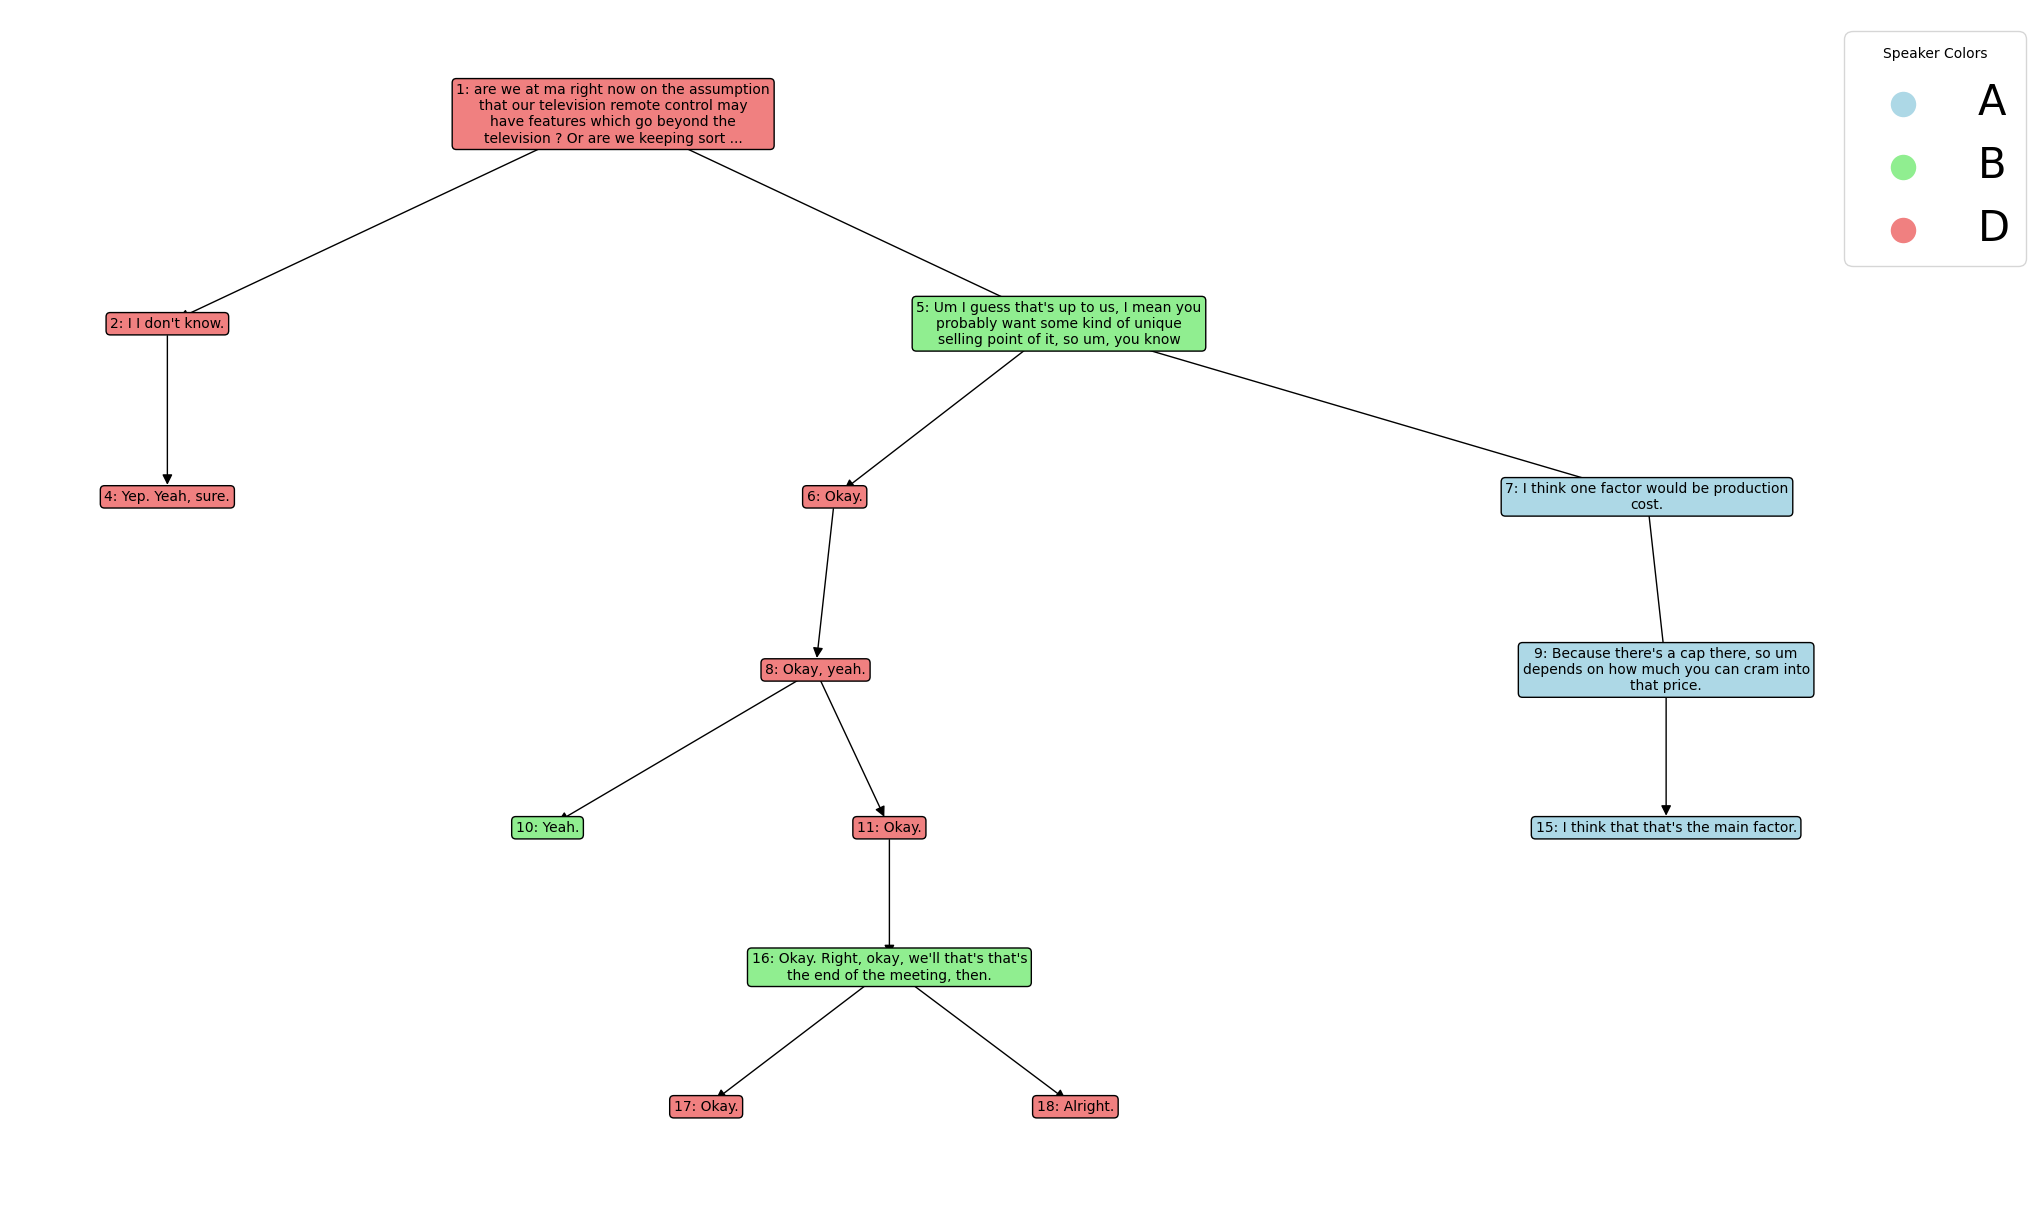 Speaker Colors
A
B
D
1: are we at ma right now on the assumption
that our television remote control may
have features which go beyond the
television ? Or are we keeping sort ...
2: I I don't know.
5: Um I guess that's up to us, I mean you
probably want some kind of unique
selling point of it, so um, you know
4: Yep. Yeah, sure.
6: Okay.
7: I think one factor would be production
cost.
8: Okay, yeah.
9: Because there's a cap there, so um
depends on how much you can cram into
that price.
10: Yeah.
11: Okay.
15: I think that that's the main factor.
16: Okay. Right, okay, we'll that's that's
the end of the meeting, then.
17: Okay.
18: Alright.